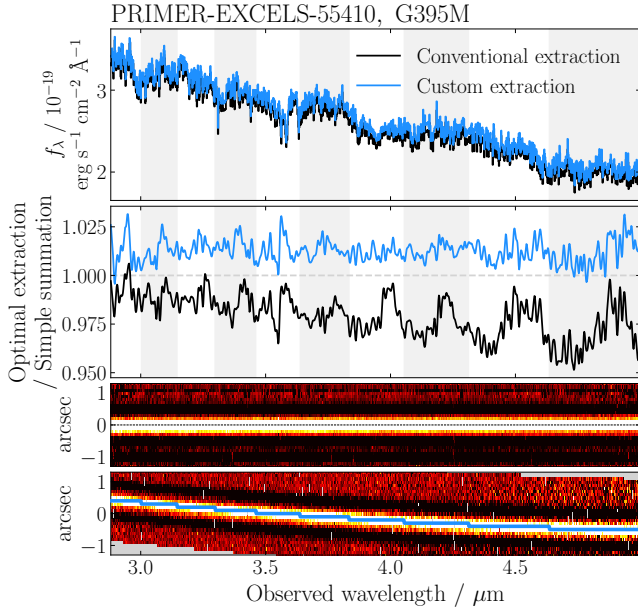 PRIMER-EXCELS-55410, G395M
Conventional extraction
Custom extraction
f_λ / 10⁻¹⁹
erg s⁻¹ cm⁻² Å⁻¹
3
2
Optimal extraction
/ Simple summation
1.025
1.000
0.975
0.950
arcsec
1
0
−1
arcsec
1
0
−1
3.0 3.5 4.0 4.5
Observed wavelength / μm